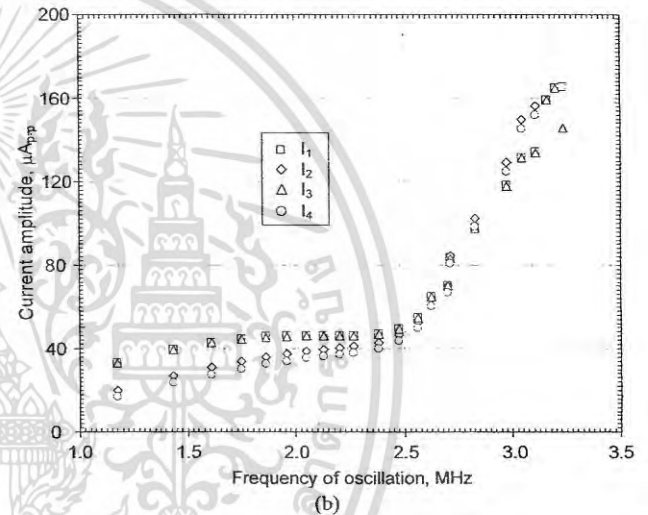 200
160
120
80
40
0
Current amplitude, μAp-p
I1
I2
I3
I4
1.0 1.5 2.0 2.5 3.0 3.5
Frequency of oscillation, MHz
(b)